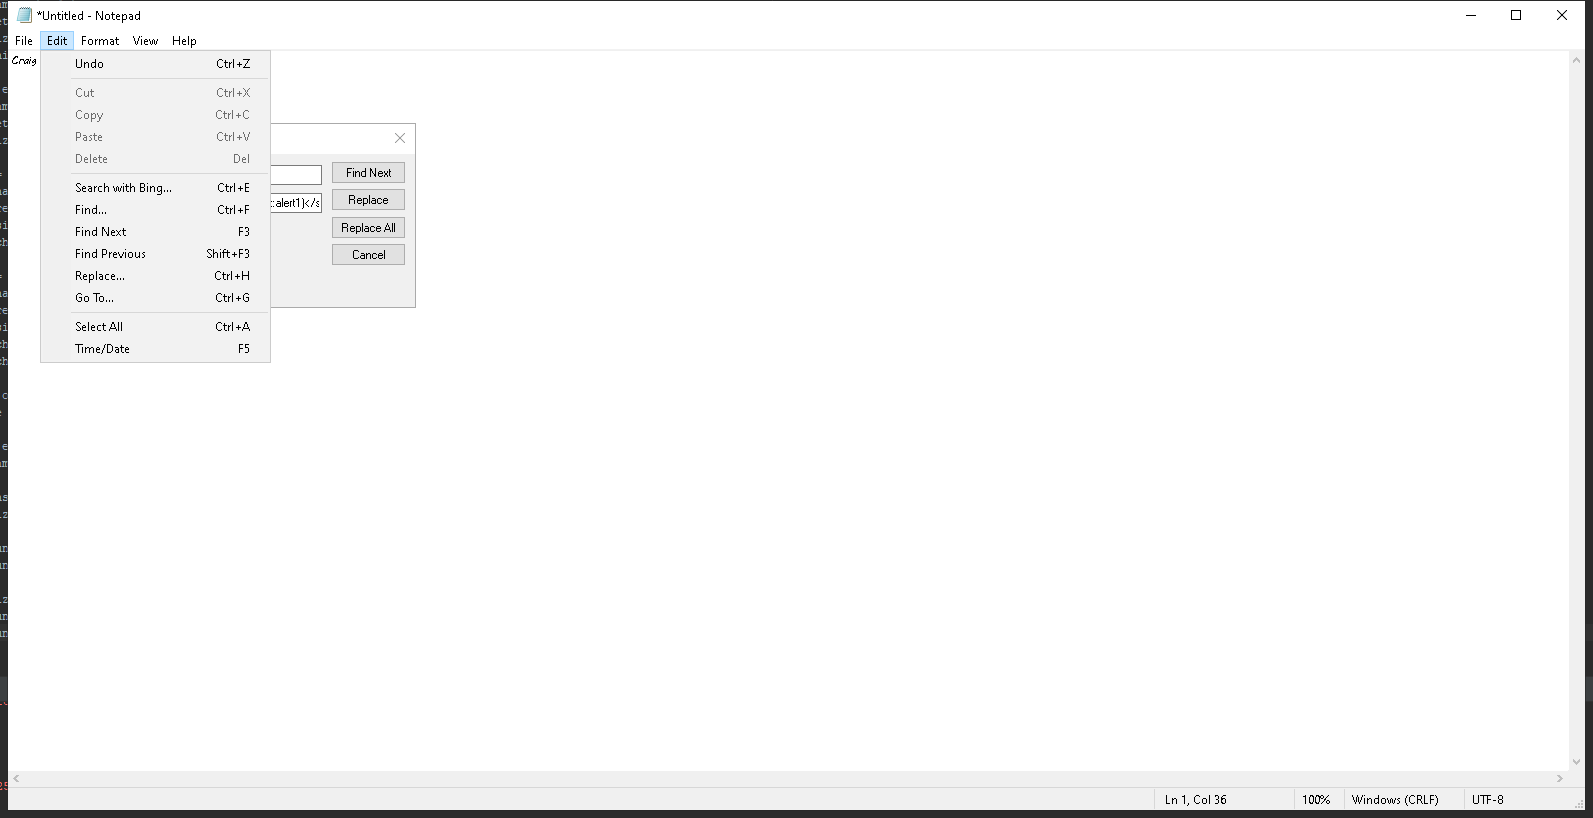 *Untitled - Notepad
File Edit Format View Help
Craig
Undo Ctrl+Z
Cut Ctrl+X
Copy Ctrl+C
Paste Ctrl+V
Delete Del
Search with Bing... Ctrl+E
Find... Ctrl+F
Find Next F3
Find Previous Shift+F3
Replace... Ctrl+H
Go To... Ctrl+G
Select All Ctrl+A
Time/Date F5
Find Next
:alert1)</s Replace
Replace All
Cancel
Ln 1, Col 36 100% Windows (CRLF) UTF-8